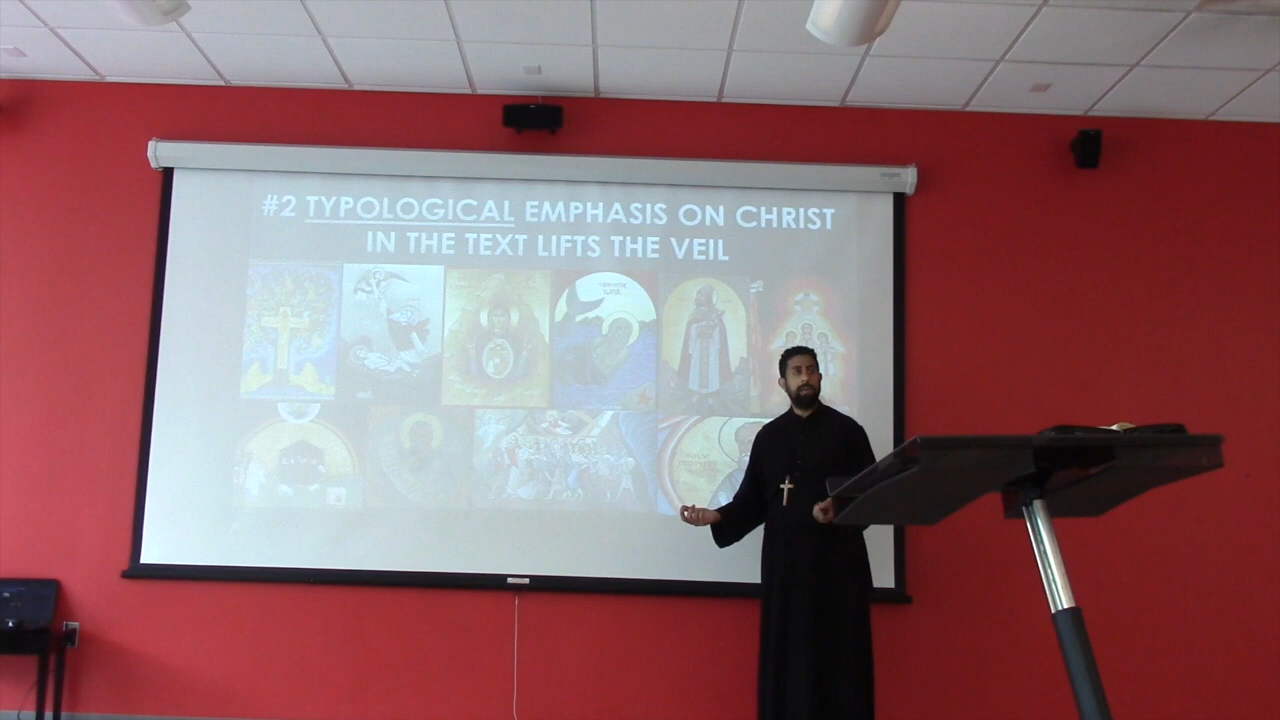 #2 TYPOLOGICAL EMPHASIS ON CHRIST
IN THE TEXT LIFTS THE VEIL